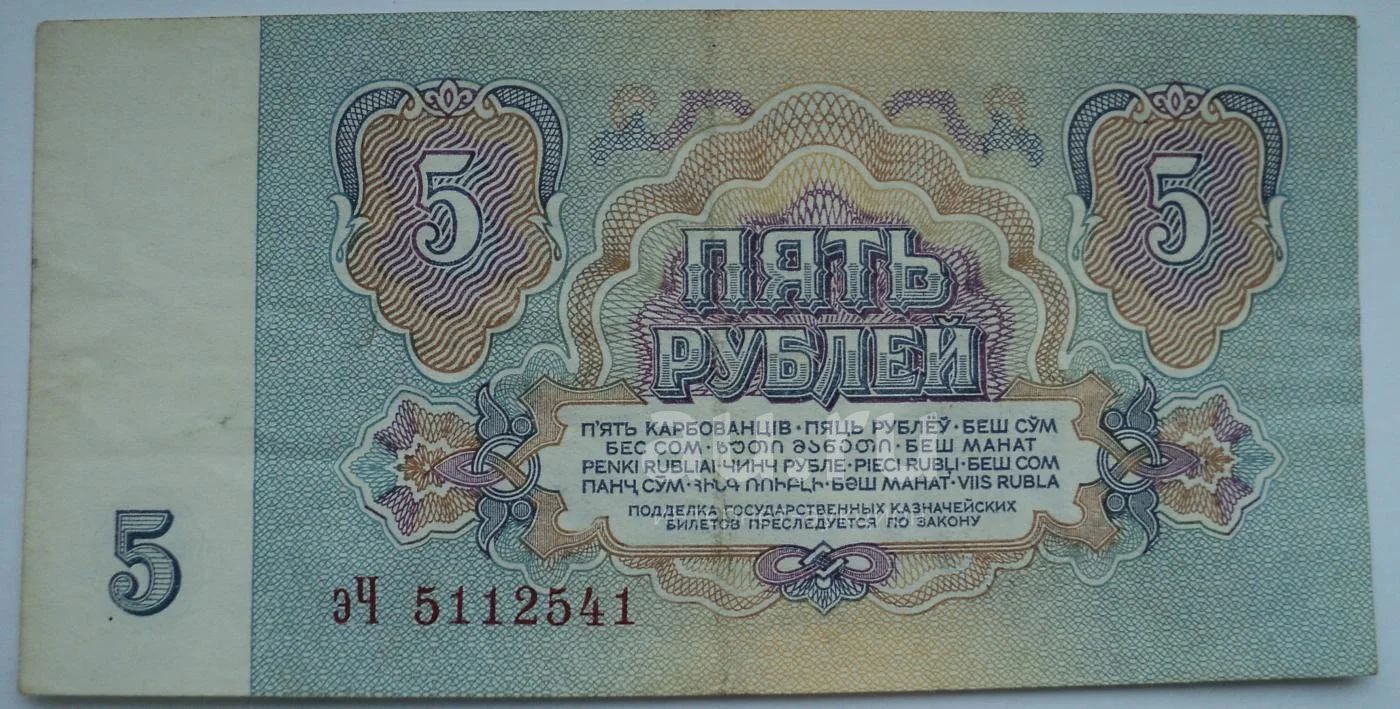 5 5
ПЯТЬ
РУБЛЕЙ
П'ЯТЬ КАРБОВАНЦІВ · ПЯЦЬ РУБЛЁЎ · БЕШ СЎМ
БЕС СОМ · ხუთი მანეთი · БЕШ МАНАТ
PENKI RUBLIAI · ЧИНЧ РУБЛЕ · PIECI RUBĻI · БЕШ СОМ
ПАНҶ СӮМ · ՀԻՆԳ ՌՈՒԲԼԻ · БӘШ МАНАТ · VIIS RUBLA
ПОДДЕЛКА ГОСУДАРСТВЕННЫХ КАЗНАЧЕЙСКИХ
БИЛЕТОВ ПРЕСЛЕДУЕТСЯ ПО ЗАКОНУ
5
эЧ 5112541